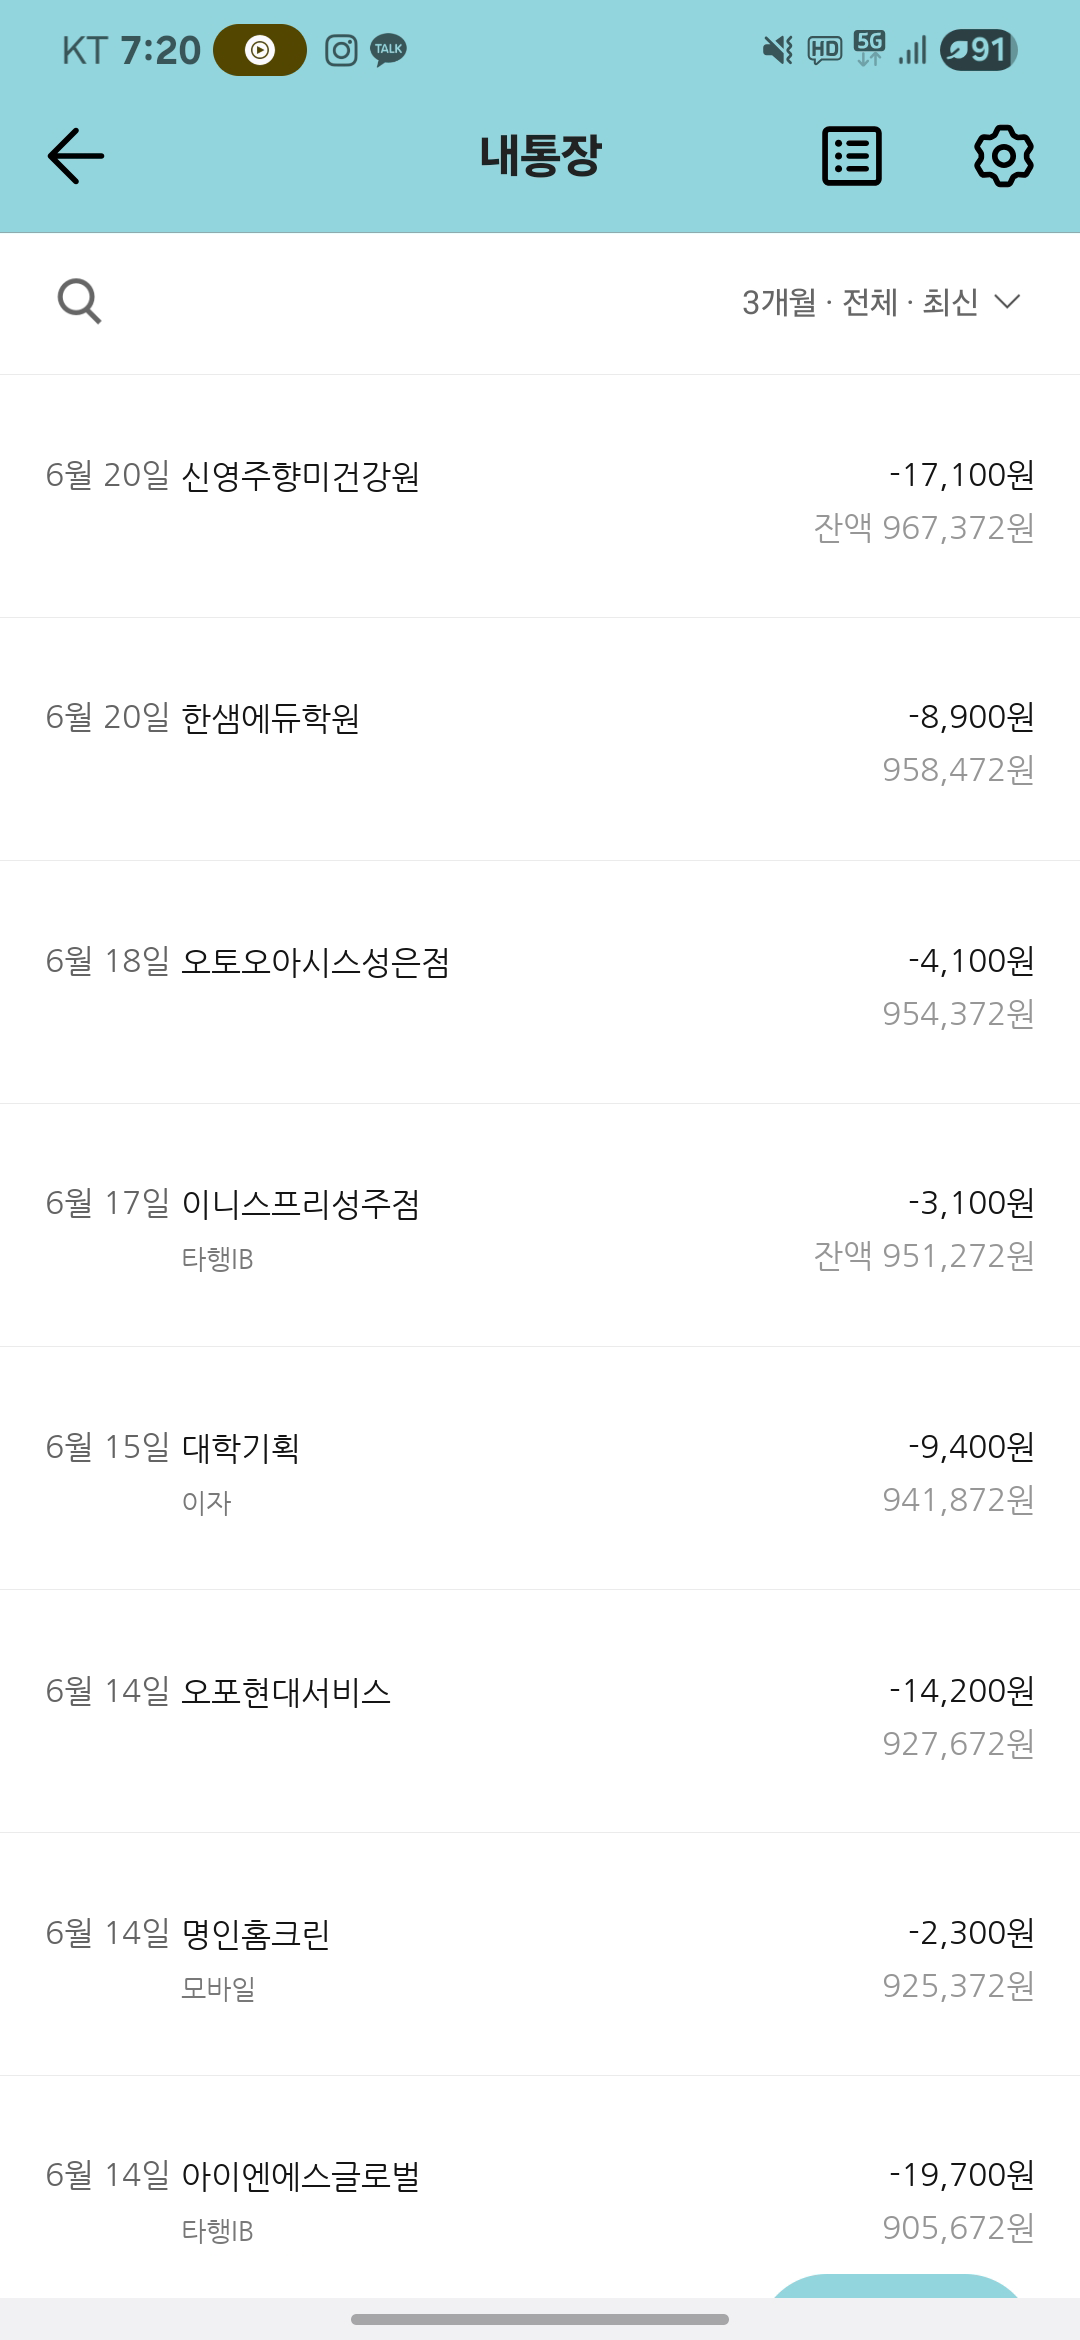 KT 7:20 TALK HD 5G 91
내통장
3개월 · 전체 · 최신
6월 20일 신영주향미건강원 -17,100원
잔액 967,372원
6월 20일 한샘에듀학원 -8,900원
958,472원
6월 18일 오토오아시스성은점 -4,100원
954,372원
6월 17일 이니스프리성주점 -3,100원
타행IB 잔액 951,272원
6월 15일 대학기획 -9,400원
이자 941,872원
6월 14일 오포현대서비스 -14,200원
927,672원
6월 14일 명인홈크린 -2,300원
모바일 925,372원
6월 14일 아이엔에스글로벌 -19,700원
타행IB 905,672원